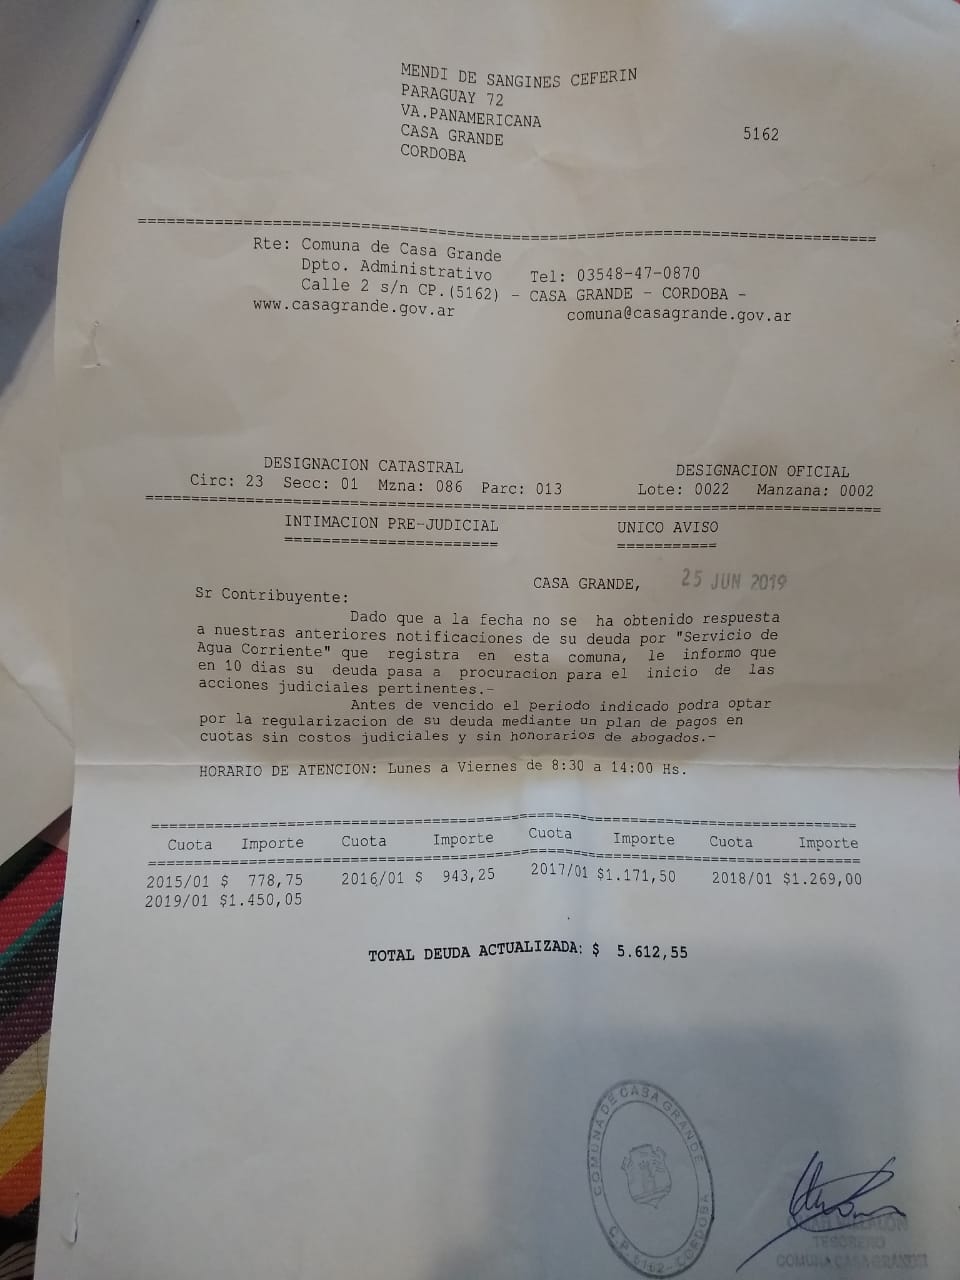 MENDI DE SANGINES CEFERIN
PARAGUAY 72
VA.PANAMERICANA
CASA GRANDE 5162
CORDOBA
================================================================================
Rte: Comuna de Casa Grande
Dpto. Administrativo Tel: 03548-47-0870
Calle 2 s/n CP.(5162) - CASA GRANDE - CORDOBA -
www.casagrande.gov.ar comuna@casagrande.gov.ar
DESIGNACION CATASTRAL DESIGNACION OFICIAL
Circ: 23 Secc: 01 Mzna: 086 Parc: 013 Lote: 0022 Manzana: 0002
================================================================================
INTIMACION PRE-JUDICIAL UNICO AVISO
====================== ===========
CASA GRANDE, 25 JUN 2019
Sr Contribuyente:
Dado que a la fecha no se ha obtenido respuesta
a nuestras anteriores notificaciones de su deuda por "Servicio de
Agua Corriente" que registra en esta comuna, le informo que
en 10 dias su deuda pasa a procuracion para el inicio de las
acciones judiciales pertinentes.-
Antes de vencido el periodo indicado podra optar
por la regularizacion de su deuda mediante un plan de pagos en
cuotas sin costos judiciales y sin honorarios de abogados.-
HORARIO DE ATENCION: Lunes a Viernes de 8:30 a 14:00 Hs.
================================================================================
Cuota Importe Cuota Importe Cuota Importe Cuota Importe
================================================================================
2015/01 $ 778,75 2016/01 $ 943,25 2017/01 $1.171,50 2018/01 $1.269,00
2019/01 $1.450,05
TOTAL DEUDA ACTUALIZADA: $ 5.612,55
COMUNA DE CASA GRANDE
C.P. 5162 - CORDOBA
TESORERO
COMUNA CASA GRANDE